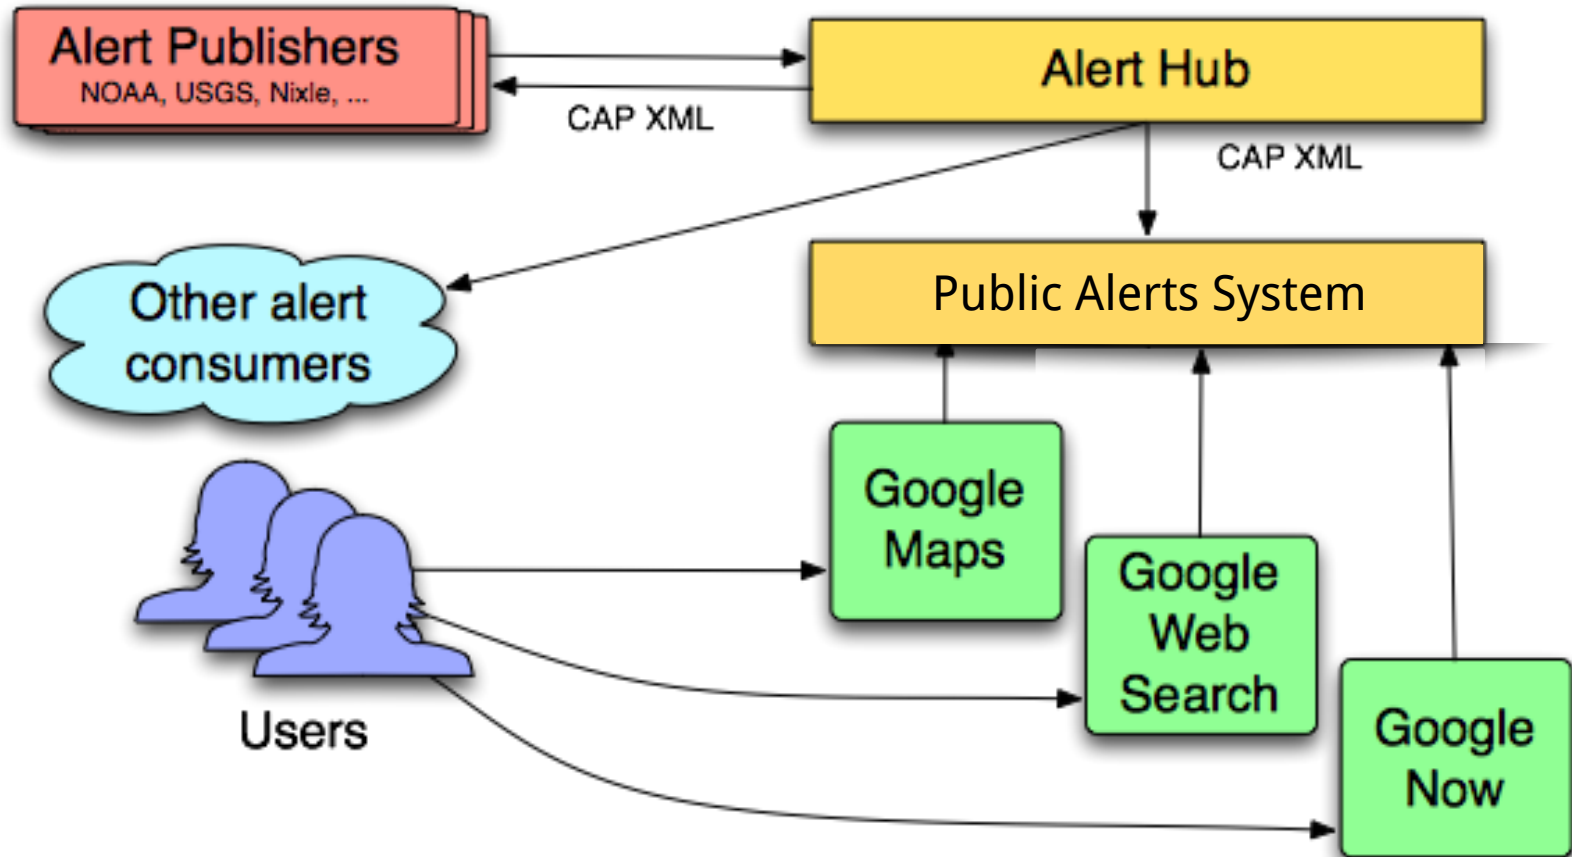 Alert Publishers
NOAA, USGS, Nixle, ...
Alert Hub
CAP XML
CAP XML
Public Alerts System
Other alert
consumers
Google
Maps
Google
Web
Search
Google
Now
Users